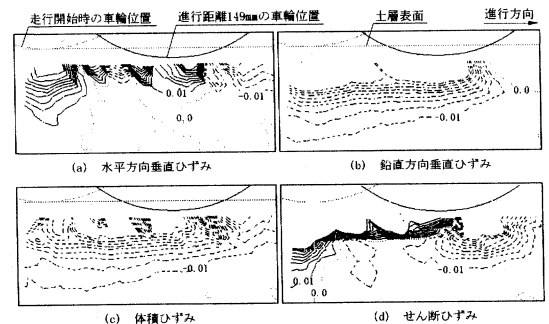 走行開始時の車輪位置
進行距離149mmの車輪位置
土層表面
進行方向
0.01
0.0
-0.01
(a) 水平方向垂直ひずみ
0.0
-0.01
(b) 鉛直方向垂直ひずみ
-0.01
(c) 体積ひずみ
-0.01
0.01
0.0
(d) せん断ひずみ